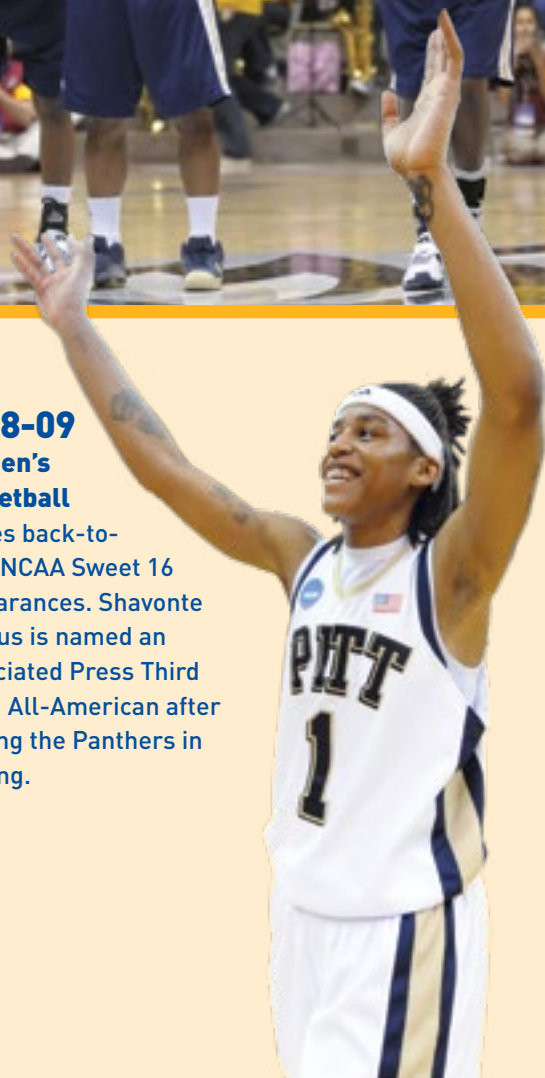 8-09
en's
etball
es back-to-
NCAA Sweet 16
arances. Shavonte
us is named an
ciated Press Third
All-American after
ng the Panthers in
ng.
PITT
1